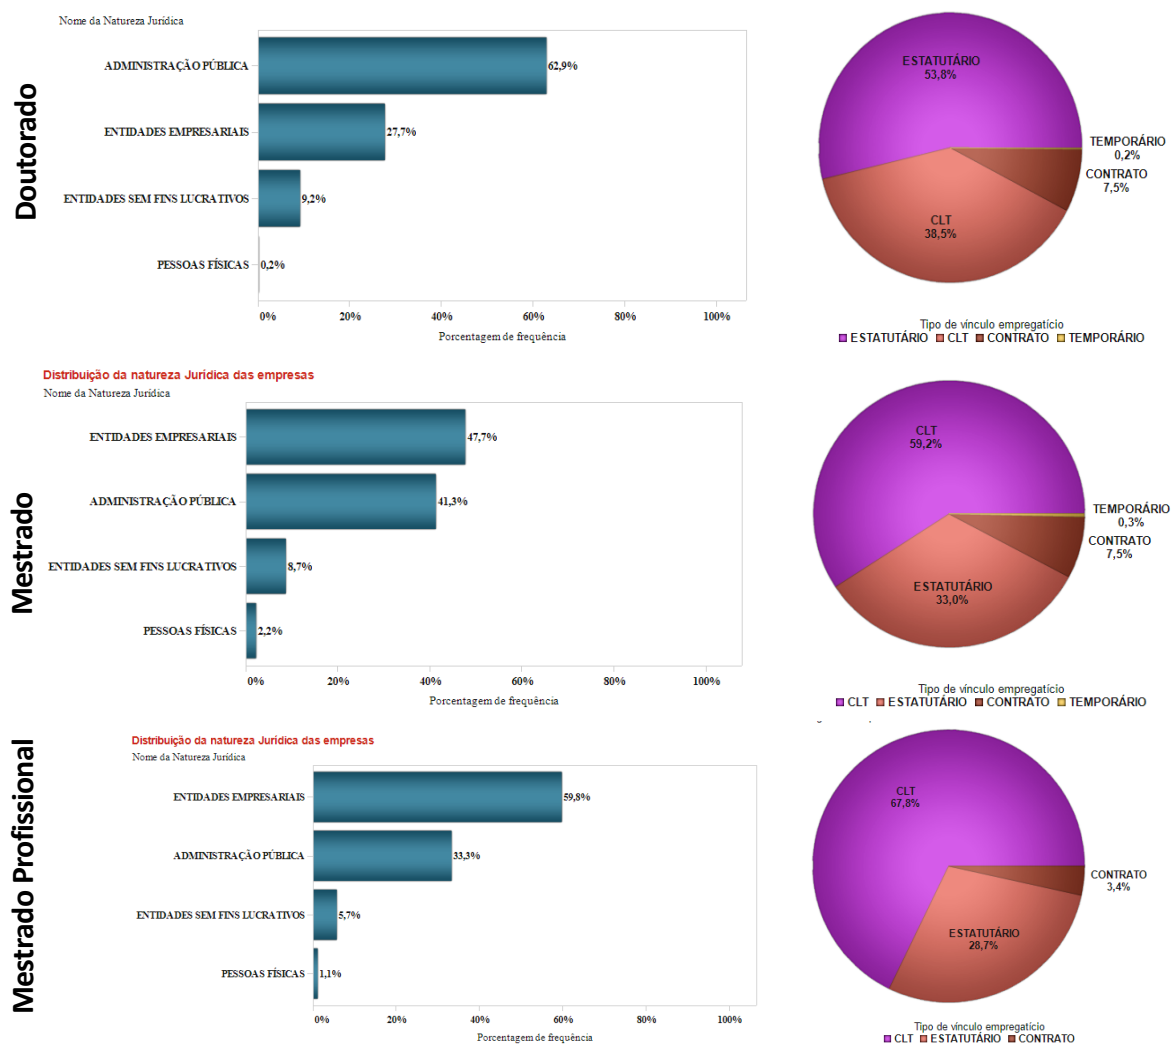 Doutorado
Nome da Natureza Jurídica
ADMINISTRAÇÃO PÚBLICA
62,9%
ENTIDADES EMPRESARIAIS
27,7%
ENTIDADES SEM FINS LUCRATIVOS
9,2%
PESSOAS FÍSICAS
0,2%
0% 20% 40% 60% 80% 100%
Porcentagem de frequência
ESTATUTÁRIO
53,8%
TEMPORÁRIO
0,2%
CONTRATO
7,5%
CLT
38,5%
Tipo de vínculo empregatício
ESTATUTÁRIO CLT CONTRATO TEMPORÁRIO
Mestrado
Distribuição da natureza Jurídica das empresas
Nome da Natureza Jurídica
ENTIDADES EMPRESARIAIS
47,7%
ADMINISTRAÇÃO PÚBLICA
41,3%
ENTIDADES SEM FINS LUCRATIVOS
8,7%
PESSOAS FÍSICAS
2,2%
0% 20% 40% 60% 80% 100%
Porcentagem de frequência
CLT
59,2%
TEMPORÁRIO
0,3%
CONTRATO
7,5%
ESTATUTÁRIO
33,0%
Tipo de vínculo empregatício
CLT ESTATUTÁRIO CONTRATO TEMPORÁRIO
Mestrado Profissional
Distribuição da natureza Jurídica das empresas
Nome da Natureza Jurídica
ENTIDADES EMPRESARIAIS
59,8%
ADMINISTRAÇÃO PÚBLICA
33,3%
ENTIDADES SEM FINS LUCRATIVOS
5,7%
PESSOAS FÍSICAS
1,1%
0% 20% 40% 60% 80% 100%
Porcentagem de frequência
CLT
67,8%
CONTRATO
3,4%
ESTATUTÁRIO
28,7%
Tipo de vínculo empregatício
CLT ESTATUTÁRIO CONTRATO